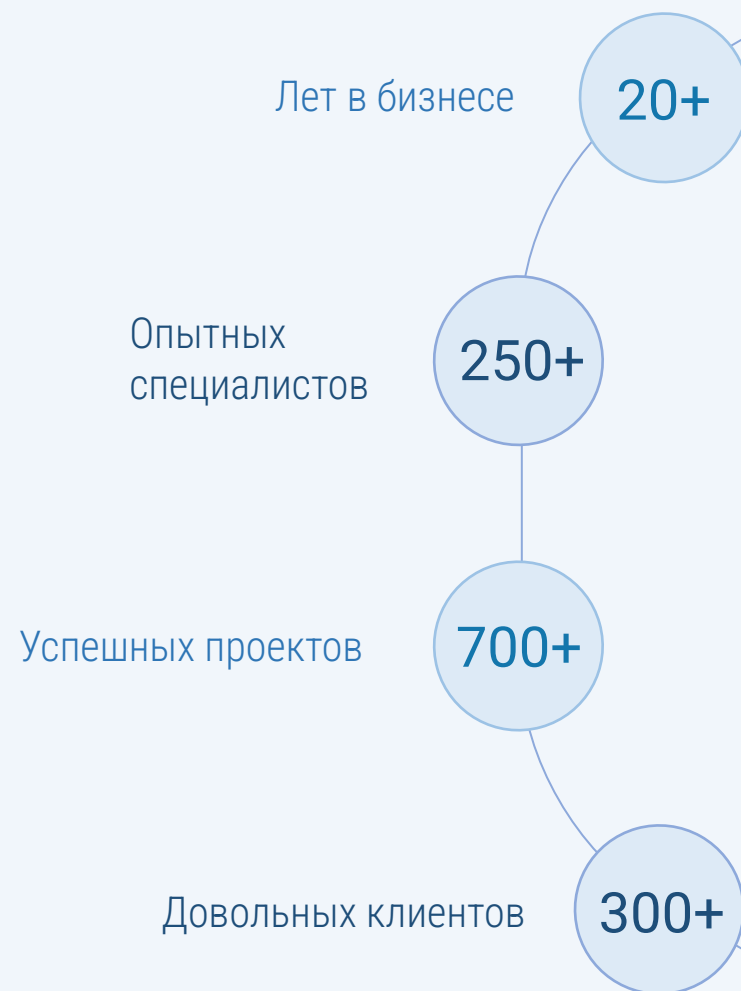 Лет в бизнесе
20+
Опытных
специалистов
250+
Успешных проектов
700+
Довольных клиентов
300+